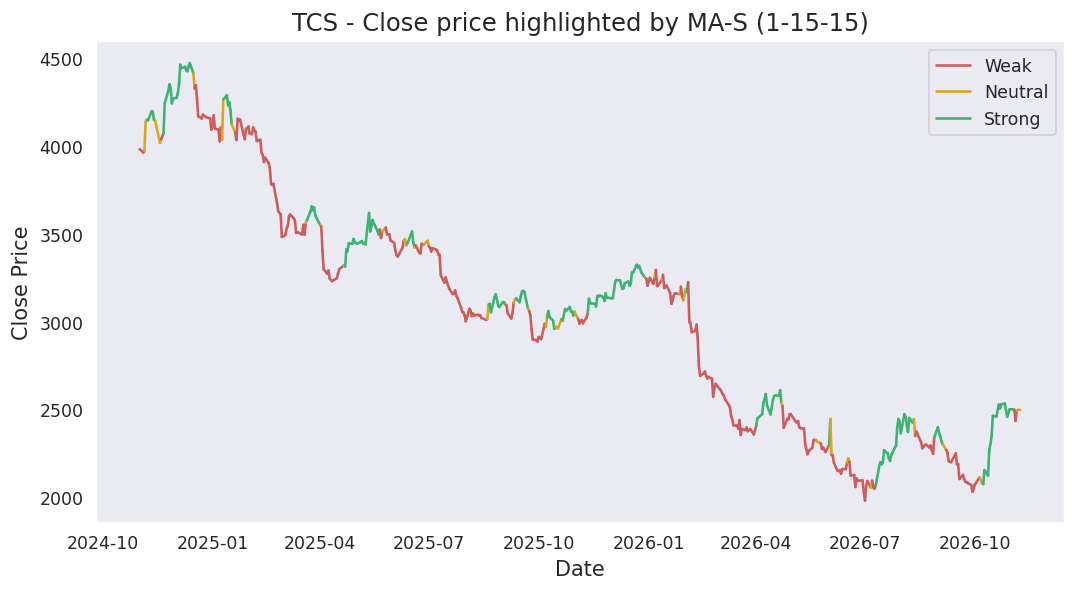 TCS - Close price highlighted by MA-S (1-15-15)
Weak
Neutral
Strong
Close Price
4500
4000
3500
3000
2500
2000
2024-10 2025-01 2025-04 2025-07 2025-10 2026-01 2026-04 2026-07 2026-10
Date